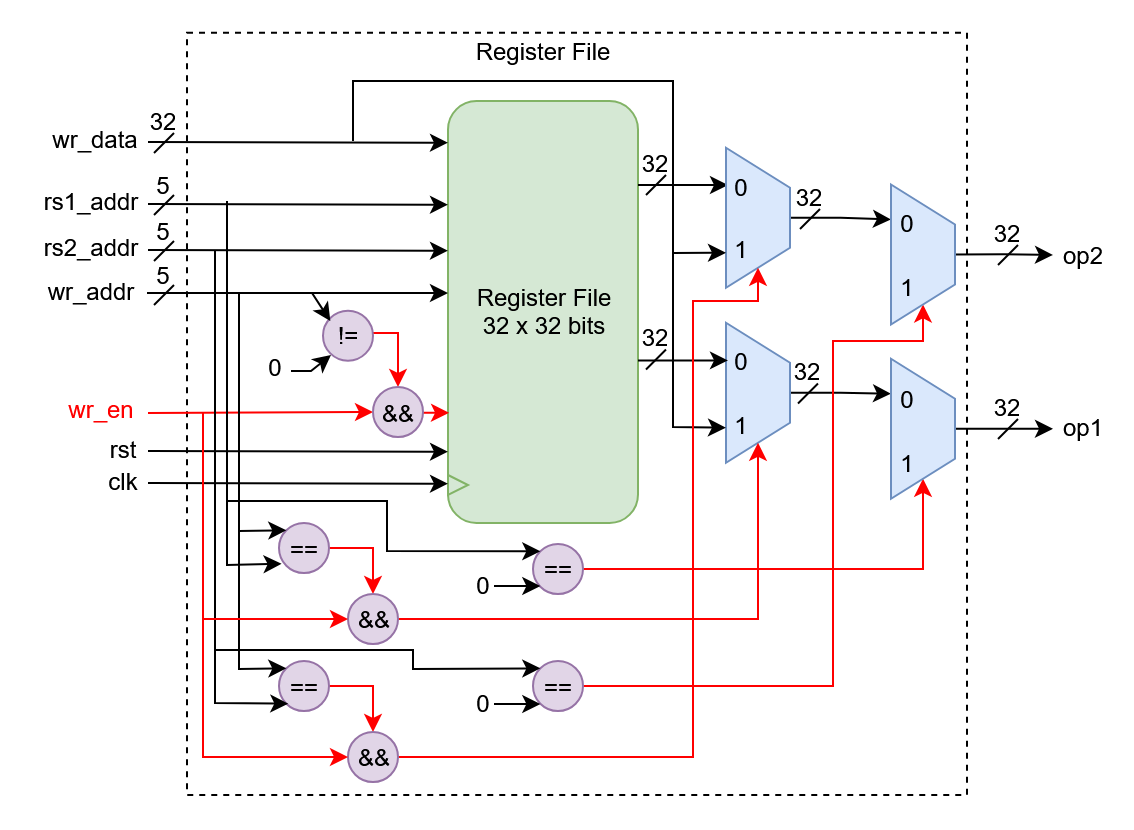 Register File
32
wr_data
5
rs1_addr
5
rs2_addr
5
wr_addr
!=
0
wr_en
&&
rst
clk
Register File
32 x 32 bits
32
0
1
32
0
1
32
op2
32
0
1
32
0
1
32
op1
==
==
0
&&
==
==
0
&&